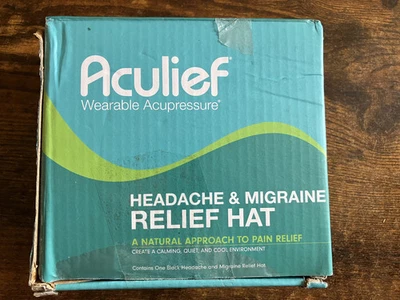 Aculief®
Wearable Acupressure®
HEADACHE & MIGRAINE
RELIEF HAT
A NATURAL APPROACH TO PAIN RELIEF
CREATE A CALMING, QUIET, AND COOL ENVIRONMENT
Contains One Black Headache and Migraine Relief Hat